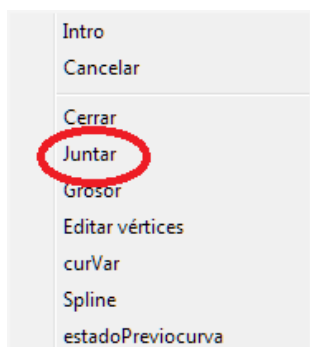 Intro
Cancelar
Cerrar
Juntar
Grosor
Editar vértices
curVar
Spline
estadoPreviocurva